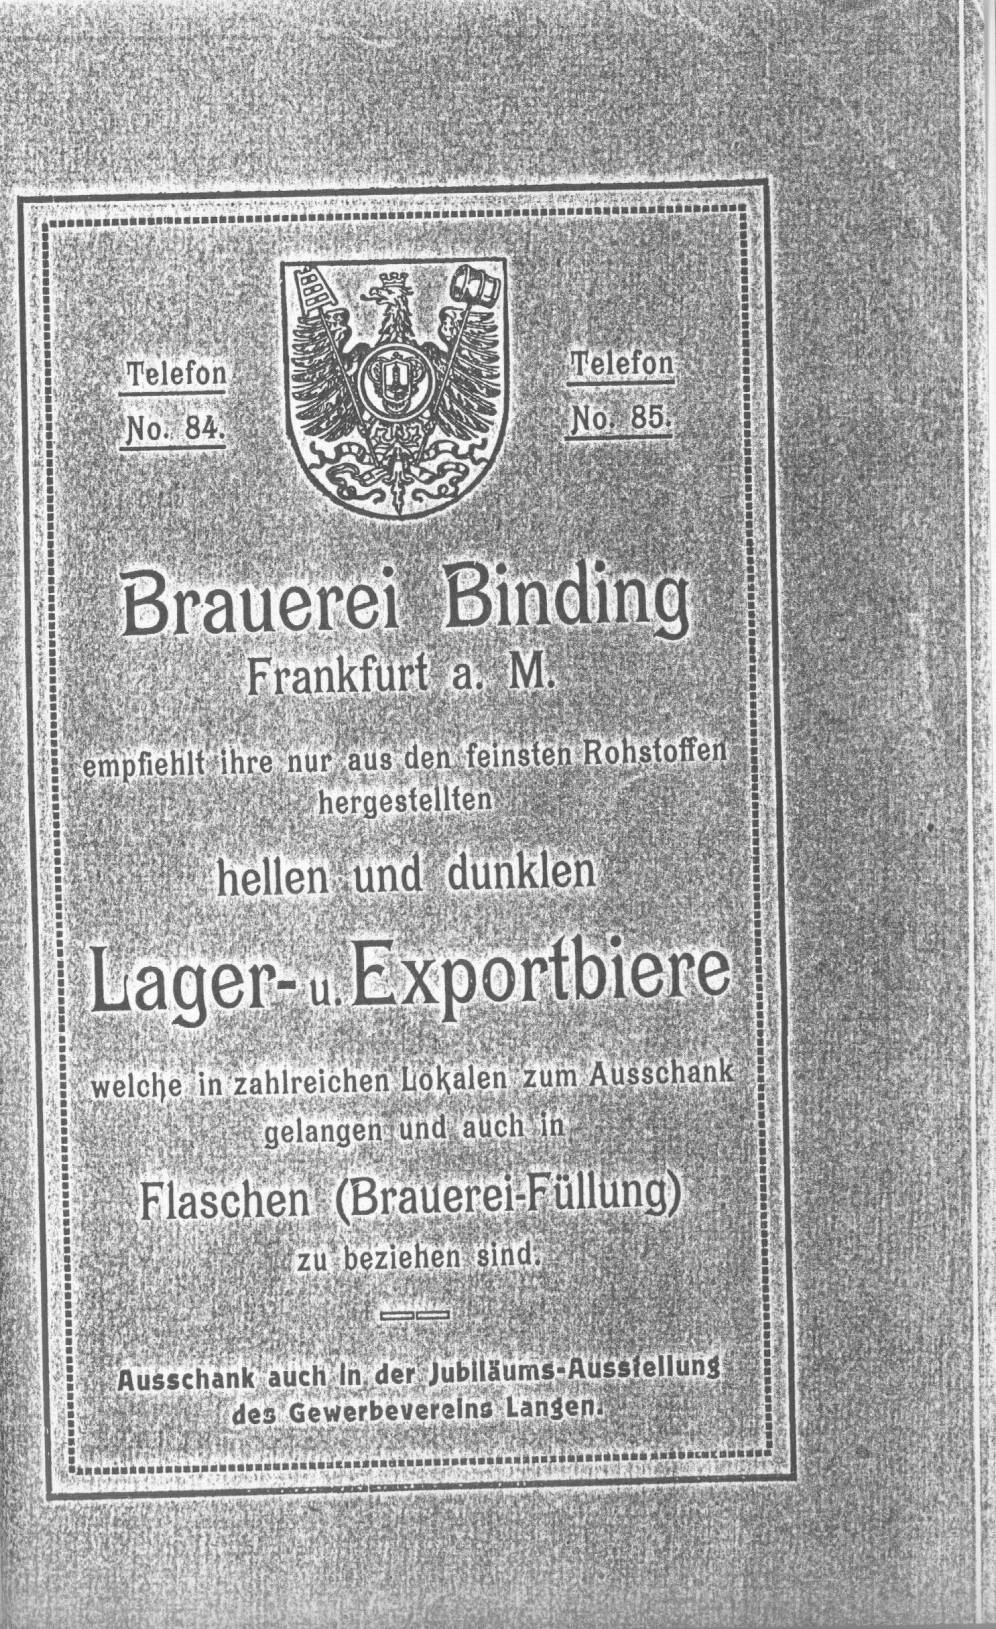 Telefon
No. 84.
Telefon
No. 85.
Brauerei Binding
Frankfurt a. M.
empfiehlt ihre nur aus den feinsten Rohstoffen
hergestellten
hellen und dunklen
Lager- u. Exportbiere
welche in zahlreichen Lokalen zum Ausschank
gelangen und auch in
Flaschen (Brauerei-Füllung)
zu beziehen sind.
Ausschank auch in der Jubiläums-Ausstellung
des Gewerbevereins Langen.